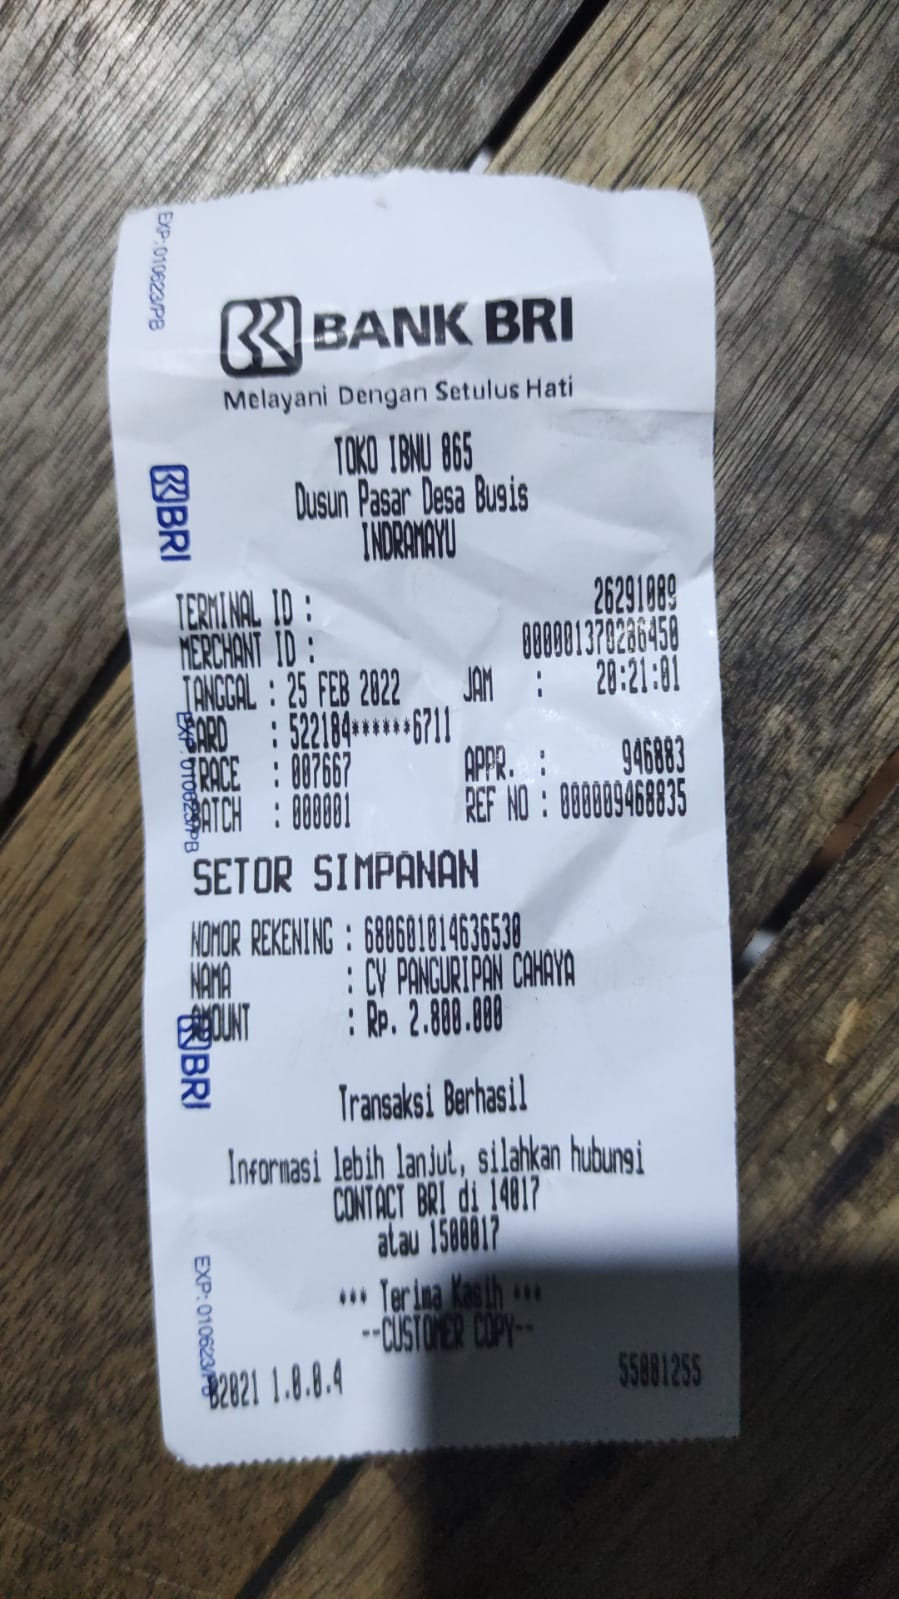 BANK BRI
Melayani Dengan Setulus Hati
TOKO IBNU 865
Dusun Pasar Desa Bugis
INDRAMAYU
TERMINAL ID : 26291089
MERCHANT ID : 000001370206450
TANGGAL : 25 FEB 2022 JAM : 20:21:01
CARD : 522184******6711
TRACE : 007667 APPR. : 946883
BATCH : 000001 REF NO : 000009468835
SETOR SIMPANAN
NOMOR REKENING : 680601014636530
NAMA : CV PANGURIPAN CAHAYA
AMOUNT : Rp. 2.800.000
Transaksi Berhasil
Informasi lebih lanjut, silahkan hubungi
CONTACT BRI di 14017
atau 1500017
*** Terima Kasih ***
--CUSTOMER COPY--
B2021 1.0.0.4 55001255
EXP: 010623/PB
BRI
EXP: 010623/PB
BRI
EXP: 010623/PB